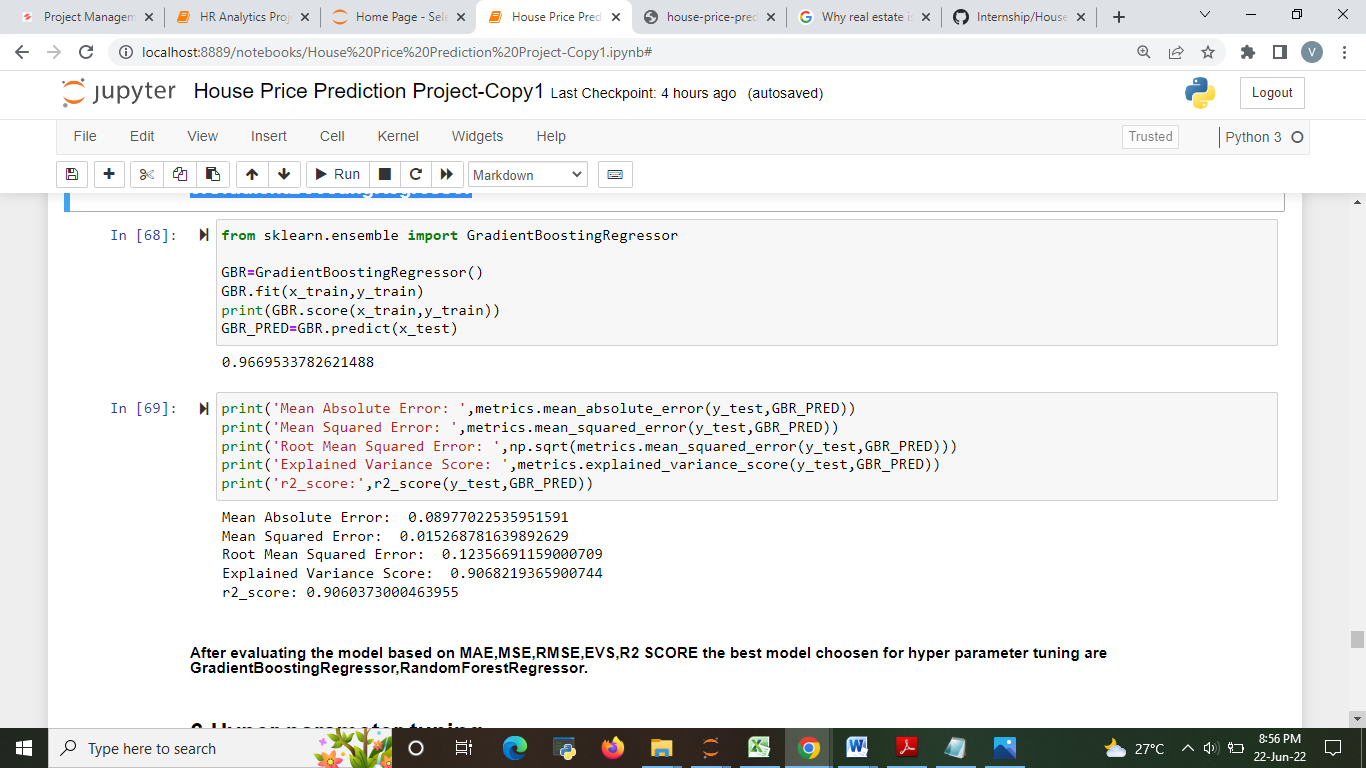 Project Managem
HR Analytics Proj
Home Page - Sele
House Price Pred
house-price-pred
Why real estate is
Internship/House
localhost:8889/notebooks/House%20Price%20Prediction%20Project-Copy1.ipynb#
V
jupyter House Price Prediction Project-Copy1 Last Checkpoint: 4 hours ago (autosaved)
Logout
File Edit View Insert Cell Kernel Widgets Help
Trusted
Python 3
Run
Markdown
In [68]:
from sklearn.ensemble import GradientBoostingRegressor
GBR=GradientBoostingRegressor()
GBR.fit(x_train,y_train)
print(GBR.score(x_train,y_train))
GBR_PRED=GBR.predict(x_test)
0.9669533782621488
In [69]:
print('Mean Absolute Error: ',metrics.mean_absolute_error(y_test,GBR_PRED))
print('Mean Squared Error: ',metrics.mean_squared_error(y_test,GBR_PRED))
print('Root Mean Squared Error: ',np.sqrt(metrics.mean_squared_error(y_test,GBR_PRED)))
print('Explained Variance Score: ',metrics.explained_variance_score(y_test,GBR_PRED))
print('r2_score:',r2_score(y_test,GBR_PRED))
Mean Absolute Error:  0.08977022535951591
Mean Squared Error:  0.015268781639892629
Root Mean Squared Error:  0.12356691159000709
Explained Variance Score:  0.9068219365900744
r2_score: 0.9060373000463955
After evaluating the model based on MAE,MSE,RMSE,EVS,R2 SCORE the best model choosen for hyper parameter tuning are
GradientBoostingRegressor,RandomForestRegressor.
Hyper parameter tuning
Type here to search
27°C
8:56 PM
22-Jun-22